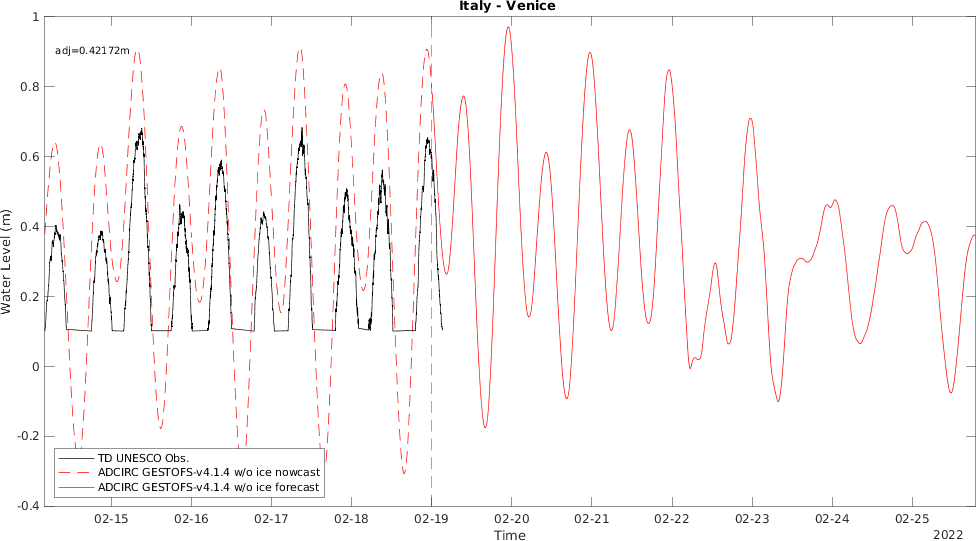 Italy - Venice
adj=0.42172m
Water Level (m)
1
0.8
0.6
0.4
0.2
0
-0.2
-0.4
TD UNESCO Obs.
ADCIRC GESTOFS-v4.1.4 w/o ice nowcast
ADCIRC GESTOFS-v4.1.4 w/o ice forecast
02-15 02-16 02-17 02-18 02-19 02-20 02-21 02-22 02-23 02-24 02-25
Time
2022